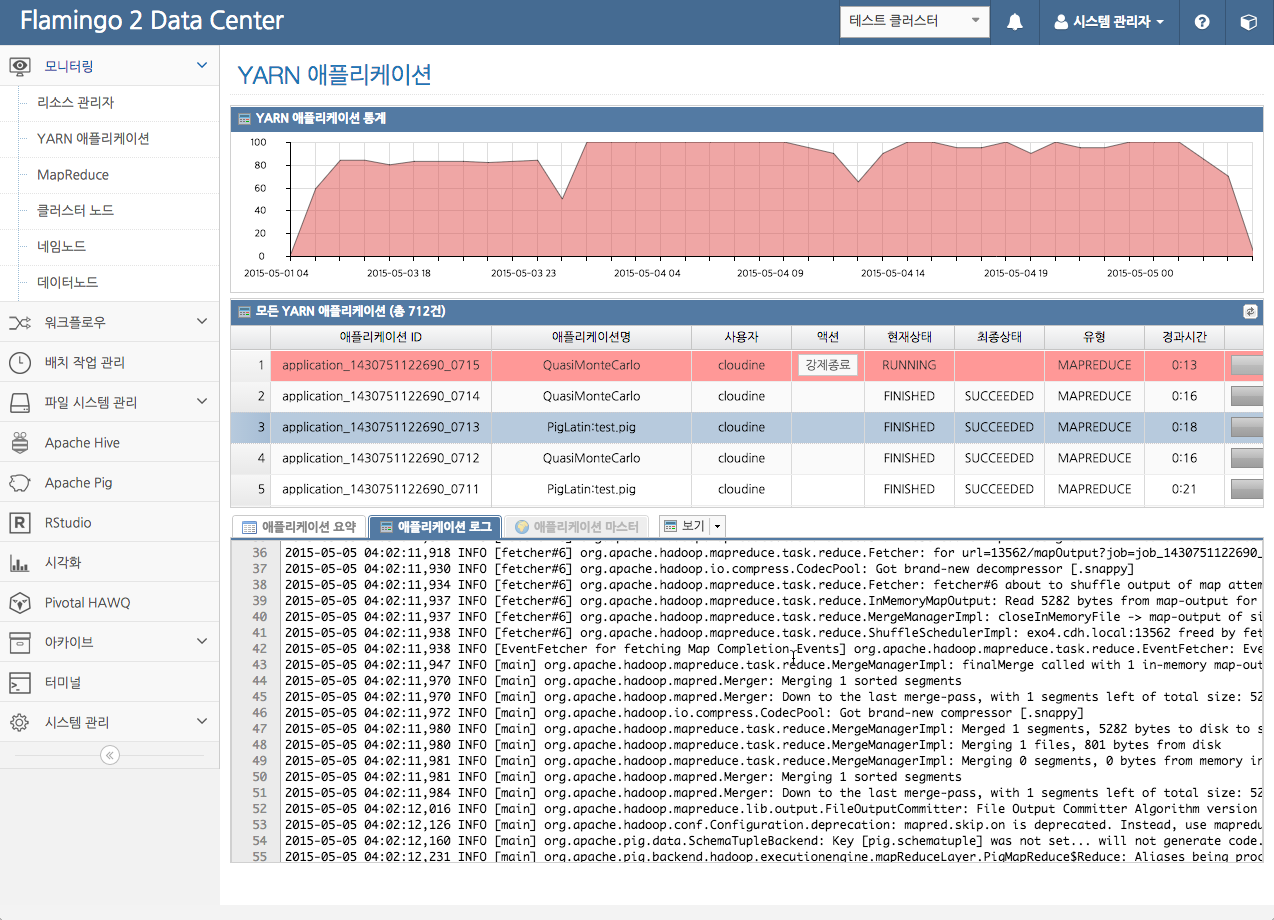 Flamingo 2 Data Center
테스트 클러스터
시스템 관리자
모니터링
리소스 관리자
YARN 애플리케이션
MapReduce
클러스터 노드
네임노드
데이터노드
워크플로우
배치 작업 관리
파일 시스템 관리
Apache Hive
Apache Pig
RStudio
시각화
Pivotal HAWQ
아카이브
터미널
시스템 관리
YARN 애플리케이션
YARN 애플리케이션 통계
100
80
60
40
20
0
2015-05-01 04 2015-05-03 18 2015-05-03 23 2015-05-04 04 2015-05-04 09 2015-05-04 14 2015-05-04 19 2015-05-05 00
모든 YARN 애플리케이션 (총 712건)
애플리케이션 ID 애플리케이션명 사용자 액션 현재상태 최종상태 유형 경과시간
1 application_1430751122690_0715 QuasiMonteCarlo cloudine 강제종료 RUNNING MAPREDUCE 0:13
2 application_1430751122690_0714 QuasiMonteCarlo cloudine FINISHED SUCCEEDED MAPREDUCE 0:16
3 application_1430751122690_0713 PigLatin:test.pig cloudine FINISHED SUCCEEDED MAPREDUCE 0:18
4 application_1430751122690_0712 QuasiMonteCarlo cloudine FINISHED SUCCEEDED MAPREDUCE 0:16
5 application_1430751122690_0711 PigLatin:test.pig cloudine FINISHED SUCCEEDED MAPREDUCE 0:21
애플리케이션 요약 애플리케이션 로그 애플리케이션 마스터 보기
36 2015-05-05 04:02:11,918 INFO [fetcher#6] org.apache.hadoop.mapreduce.task.reduce.Fetcher: for url=13562/mapOutput?job=job_1430751122690_
37 2015-05-05 04:02:11,930 INFO [fetcher#6] org.apache.hadoop.io.compress.CodecPool: Got brand-new decompressor [.snappy]
38 2015-05-05 04:02:11,934 INFO [fetcher#6] org.apache.hadoop.mapreduce.task.reduce.Fetcher: fetcher#6 about to shuffle output of map attem
39 2015-05-05 04:02:11,937 INFO [fetcher#6] org.apache.hadoop.mapreduce.task.reduce.InMemoryMapOutput: Read 5282 bytes from map-output for
40 2015-05-05 04:02:11,937 INFO [fetcher#6] org.apache.hadoop.mapreduce.task.reduce.MergeManagerImpl: closeInMemoryFile -> map-output of si
41 2015-05-05 04:02:11,938 INFO [fetcher#6] org.apache.hadoop.mapreduce.task.reduce.ShuffleSchedulerImpl: exo4.cdh.local:13562 freed by fet
42 2015-05-05 04:02:11,938 INFO [EventFetcher for fetching Map Completion Events] org.apache.hadoop.mapreduce.task.reduce.EventFetcher: Eve
43 2015-05-05 04:02:11,947 INFO [main] org.apache.hadoop.mapreduce.task.reduce.MergeManagerImpl: finalMerge called with 1 in-memory map-out
44 2015-05-05 04:02:11,970 INFO [main] org.apache.hadoop.mapred.Merger: Merging 1 sorted segments
45 2015-05-05 04:02:11,970 INFO [main] org.apache.hadoop.mapred.Merger: Down to the last merge-pass, with 1 segments left of total size: 52
46 2015-05-05 04:02:11,972 INFO [main] org.apache.hadoop.io.compress.CodecPool: Got brand-new compressor [.snappy]
47 2015-05-05 04:02:11,980 INFO [main] org.apache.hadoop.mapreduce.task.reduce.MergeManagerImpl: Merged 1 segments, 5282 bytes to disk to s
48 2015-05-05 04:02:11,980 INFO [main] org.apache.hadoop.mapreduce.task.reduce.MergeManagerImpl: Merging 1 files, 801 bytes from disk
49 2015-05-05 04:02:11,981 INFO [main] org.apache.hadoop.mapreduce.task.reduce.MergeManagerImpl: Merging 0 segments, 0 bytes from memory in
50 2015-05-05 04:02:11,981 INFO [main] org.apache.hadoop.mapred.Merger: Merging 1 sorted segments
51 2015-05-05 04:02:11,984 INFO [main] org.apache.hadoop.mapred.Merger: Down to the last merge-pass, with 1 segments left of total size: 52
52 2015-05-05 04:02:12,016 INFO [main] org.apache.hadoop.mapreduce.lib.output.FileOutputCommitter: File Output Committer Algorithm version
53 2015-05-05 04:02:12,126 INFO [main] org.apache.hadoop.conf.Configuration.deprecation: mapred.skip.on is deprecated. Instead, use mapredu
54 2015-05-05 04:02:12,160 INFO [main] org.apache.pig.data.SchemaTupleBackend: Key [pig.schematuple] was not set... will not generate code.
55 2015-05-05 04:02:12,231 INFO [main] org.apache.pig.backend.hadoop.executionengine.mapReduceLayer.PigMapReduce$Reduce: Aliases being proc